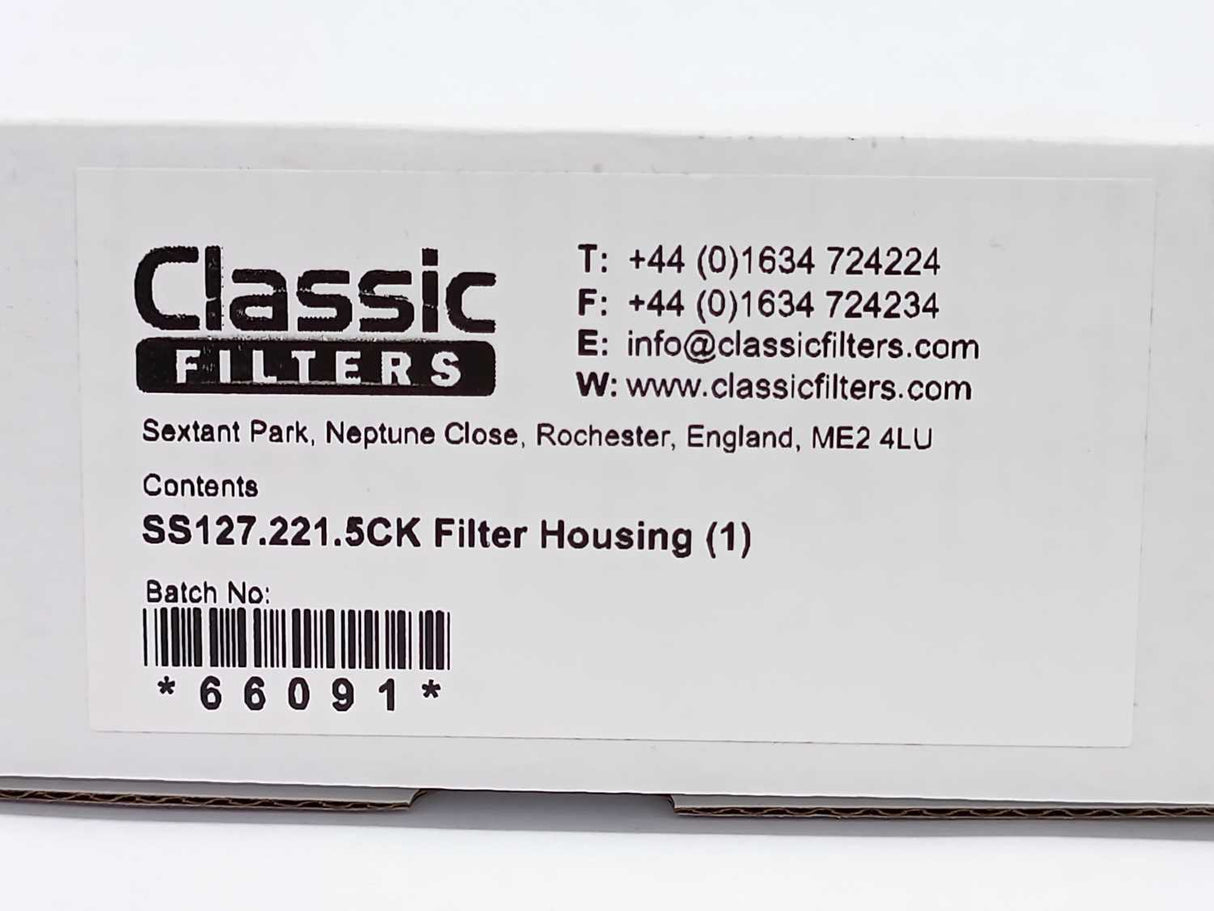 Classic
FILTERS
T: +44 (0)1634 724224
F: +44 (0)1634 724234
E: info@classicfilters.com
W: www.classicfilters.com
Sextant Park, Neptune Close, Rochester, England, ME2 4LU
Contents
SS127.221.5CK Filter Housing (1)
Batch No:
*66091*